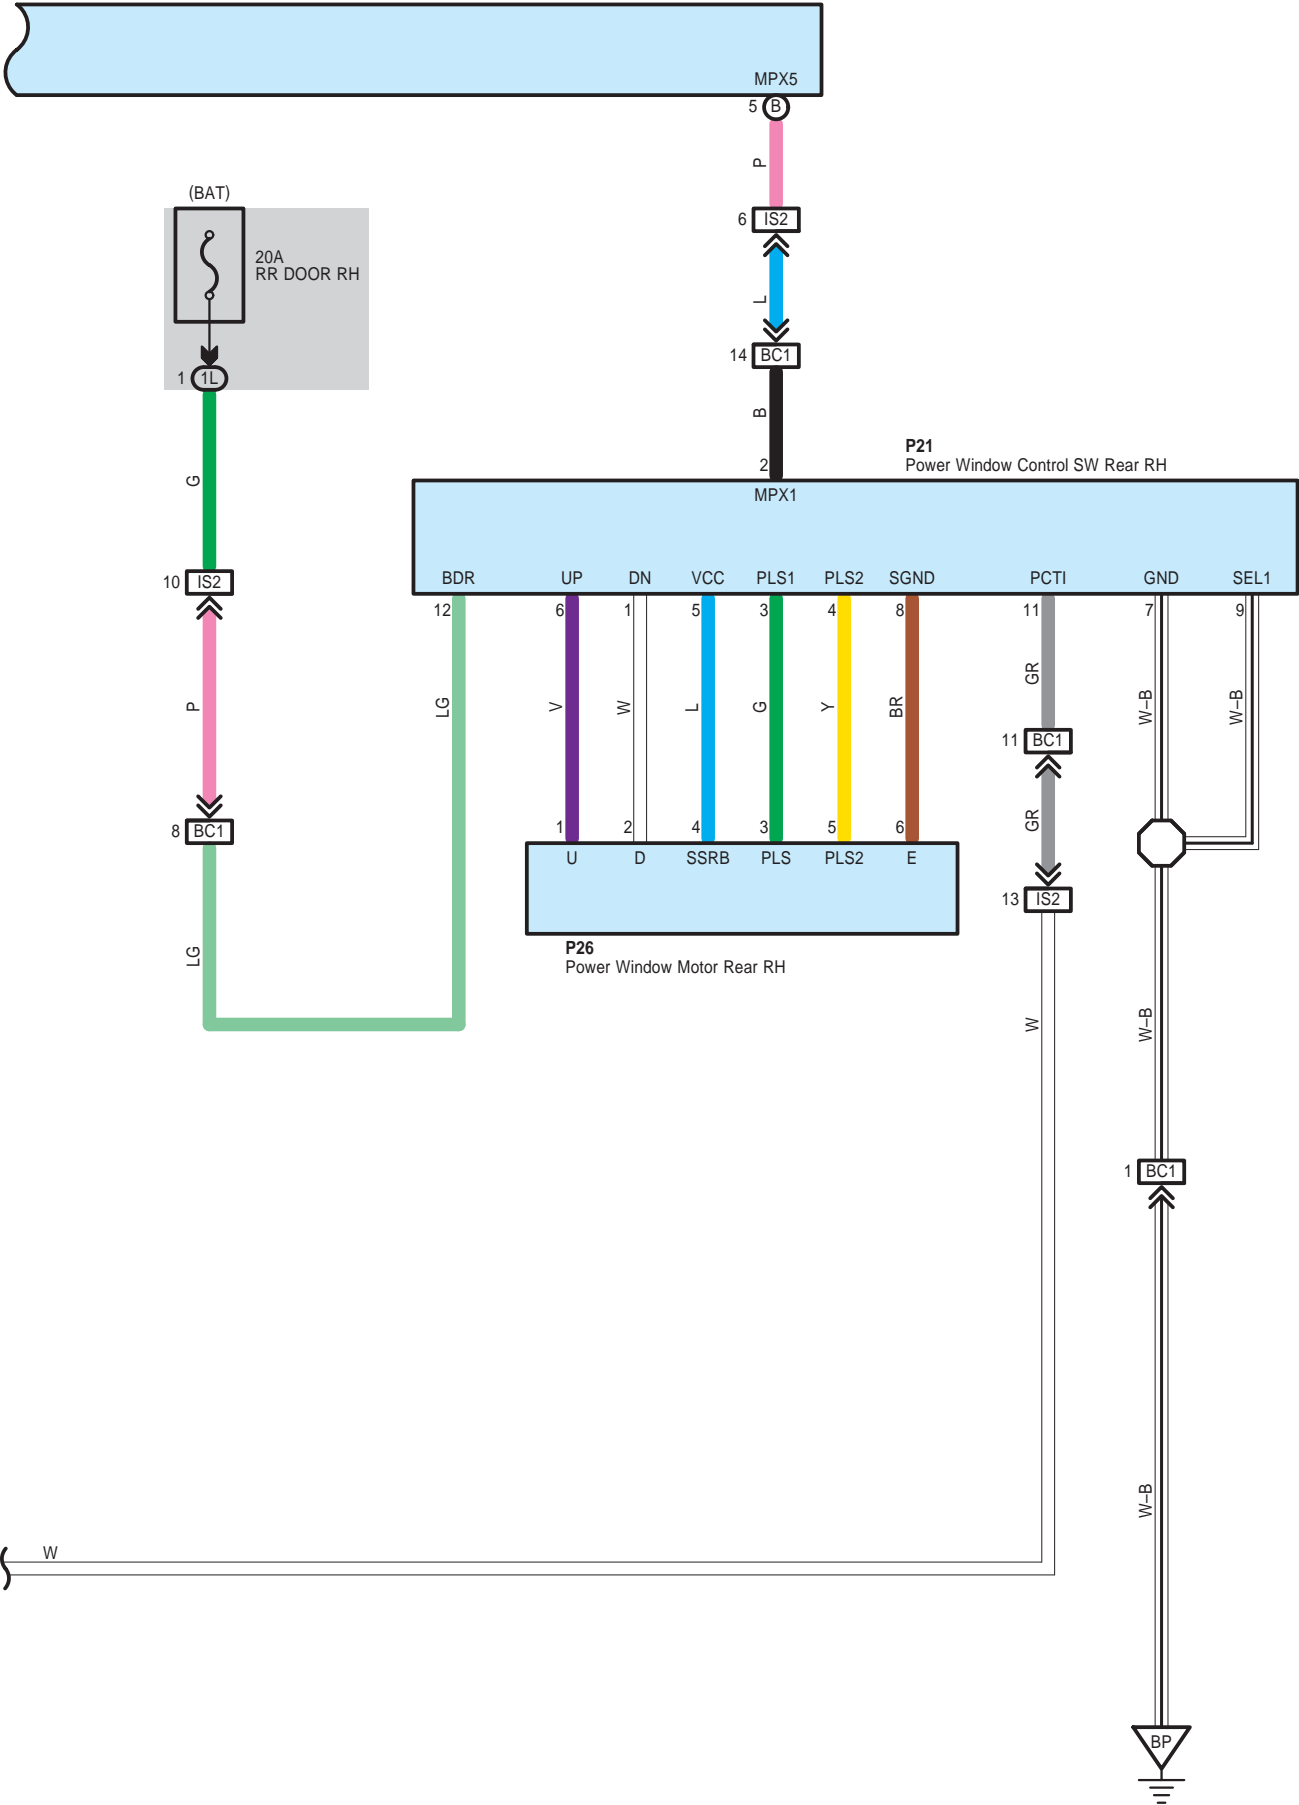 MPX5
5 B
P
(BAT)
6 IS2
20A
RR DOOR RH
L
14 BC1
1 1L
B
P21
Power Window Control SW Rear RH
2
G
MPX1
10 IS2
BDR UP DN VCC PLS1 PLS2 SGND PCTI GND SEL1
12 6 1 5 3 4 8 11 7 9
GR
P LG V W L G Y BR W–B W–B
11 BC1
GR
8 BC1
1 2 4 3 5 6
U D SSRB PLS PLS2 E
13 IS2
P26
Power Window Motor Rear RH
LG
W W–B
1 BC1
W–B
W
BP